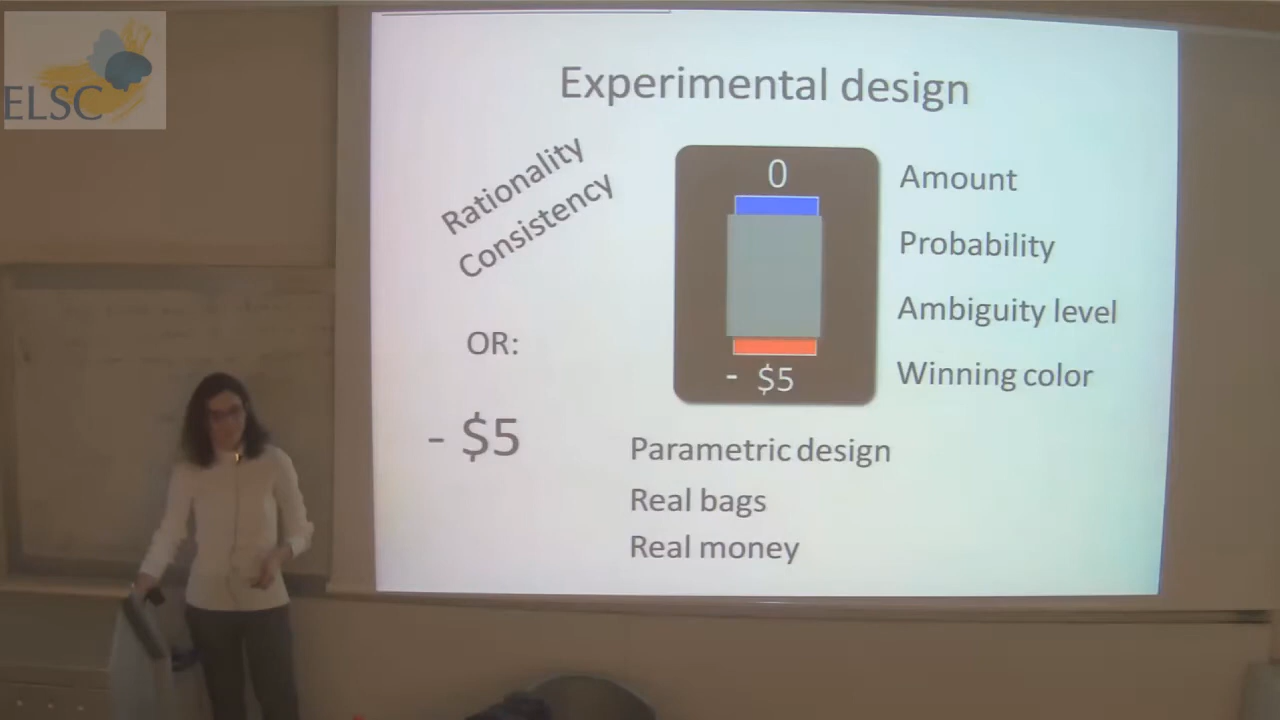 ELSC
Experimental design
Rationality
Consistency
OR:
- $5
0
- $5
Amount
Probability
Ambiguity level
Winning color
Parametric design
Real bags
Real money